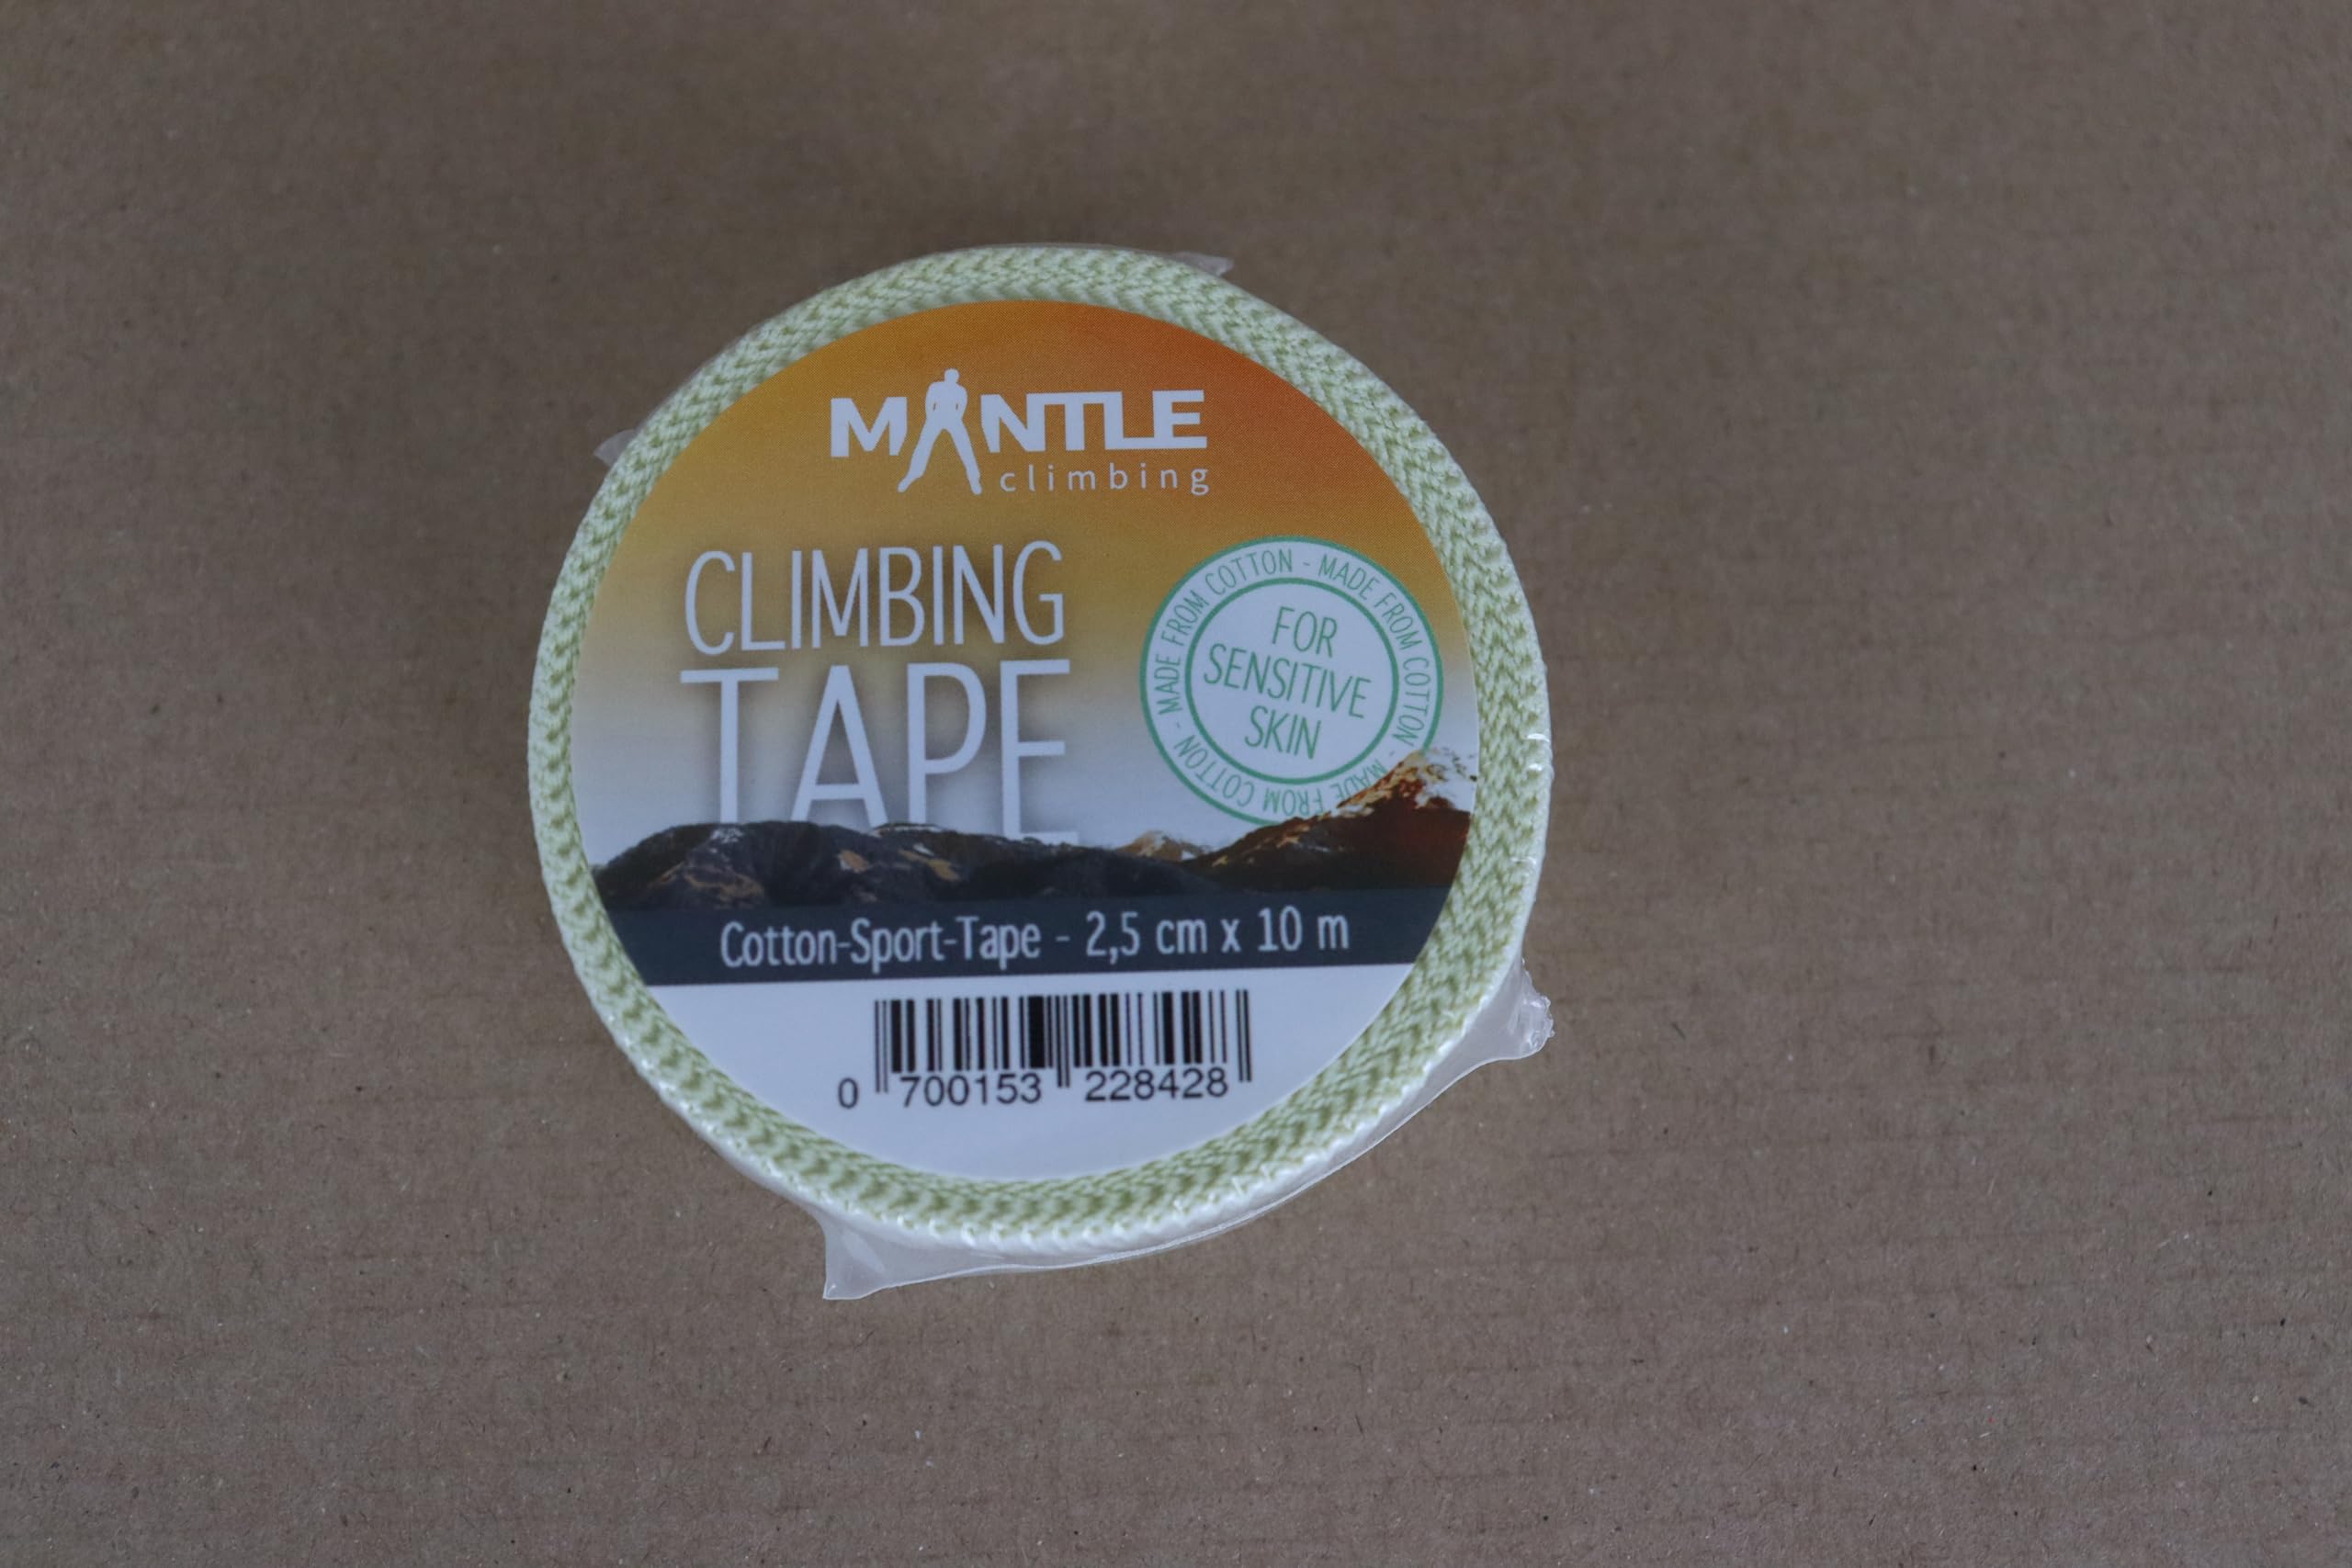 MANTLE
climbing
CLIMBING
TAPE
MADE FROM COTTON - MADE FROM COTTON - MADE FROM COTTON -
FOR
SENSITIVE
SKIN
Cotton-Sport-Tape - 2,5 cm x 10 m
0 700153 228428